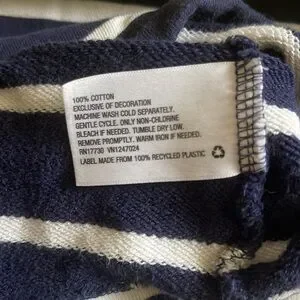 100% COTTON
EXCLUSIVE OF DECORATION
MACHINE WASH COLD SEPARATELY.
GENTLE CYCLE. ONLY NON-CHLORINE
BLEACH IF NEEDED. TUMBLE DRY LOW.
REMOVE PROMPTLY. WARM IRON IF NEEDED.
RN17730 VN1247024
LABEL MADE FROM 100% RECYCLED PLASTIC